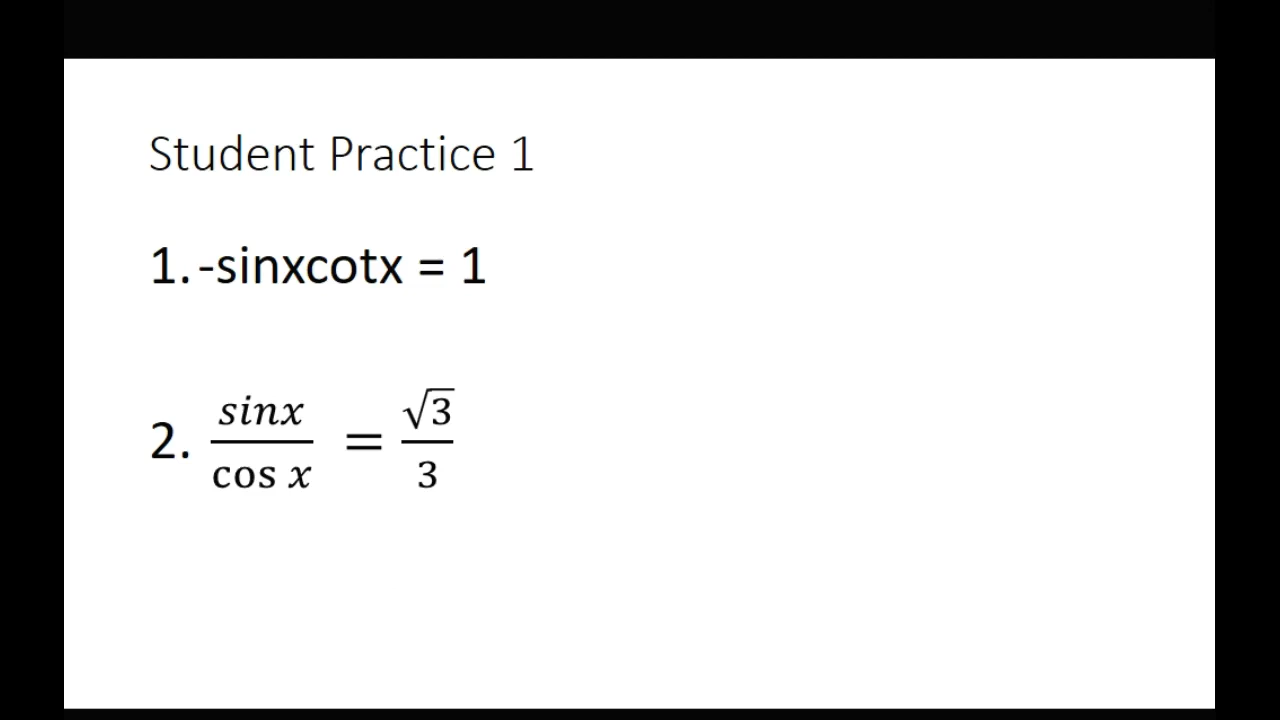 Student Practice 1
1. -sinxcotx = 1
2. sinx/cos x = √3/3